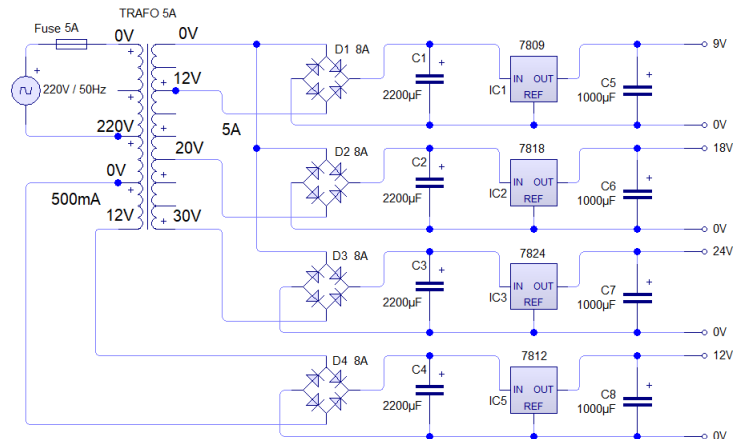 TRAFO 5A
Fuse 5A
0V
0V
220V / 50Hz
12V
220V
5A
20V
0V
500mA
12V
30V
D1 8A
C1
2200µF
7809
IN OUT
REF
IC1
C5
1000µF
9V
0V
D2 8A
C2
2200µF
7818
IN OUT
REF
IC2
C6
1000µF
18V
0V
D3 8A
C3
2200µF
7824
IN OUT
REF
IC3
C7
1000µF
24V
0V
D4 8A
C4
2200µF
7812
IN OUT
REF
IC5
C8
1000µF
12V
0V